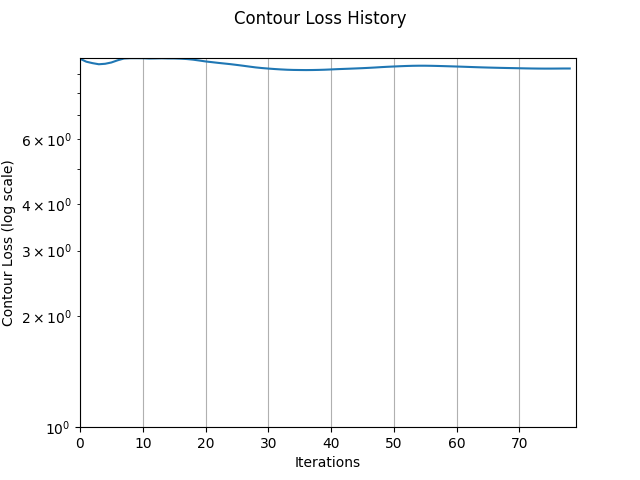 Contour Loss History
Contour Loss (log scale)
6 × 10⁰
4 × 10⁰
3 × 10⁰
2 × 10⁰
10⁰
0 10 20 30 40 50 60 70
Iterations